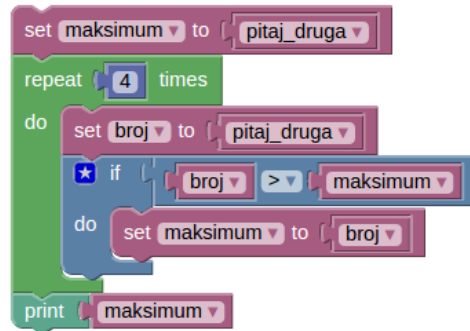 set maksimum to pitaj_druga
repeat 4 times
do set broj to pitaj_druga
if broj > maksimum
do set maksimum to broj
print maksimum